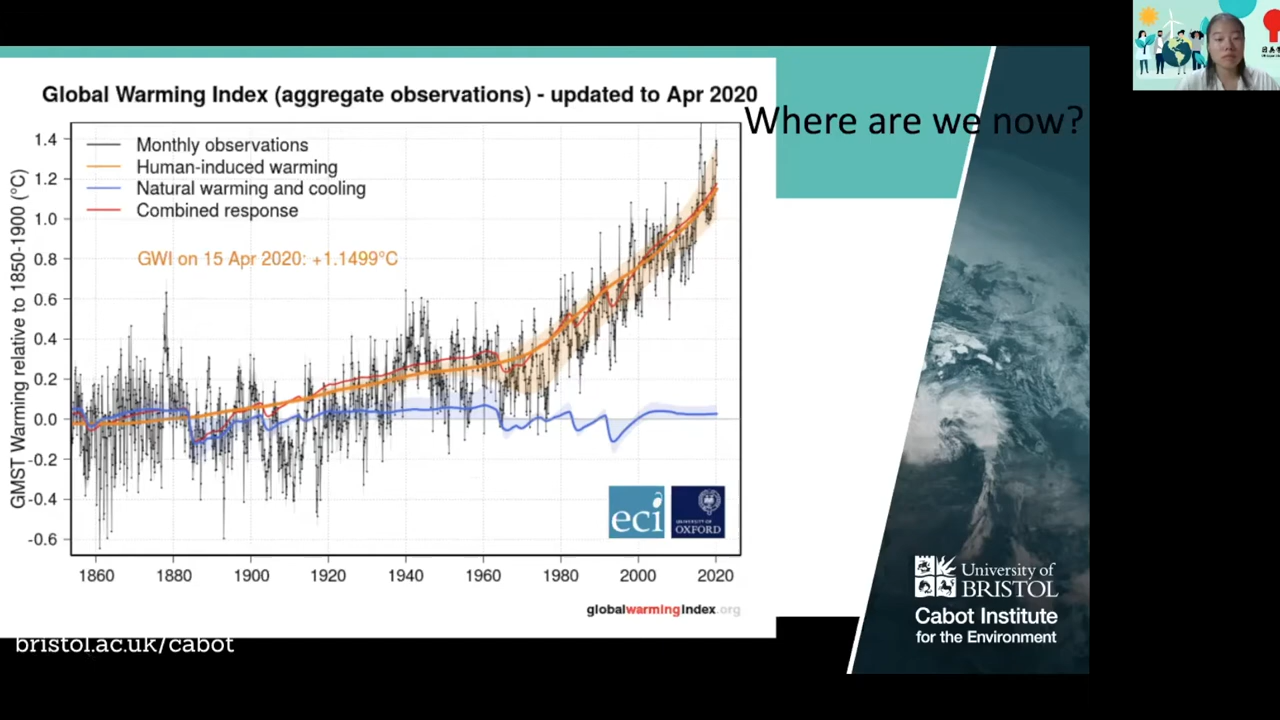 Global Warming Index (aggregate observations) - updated to Apr 2020
Where are we now?
GMST Warming relative to 1850-1900 (°C)
1.4
1.2
1.0
0.8
0.6
0.4
0.2
0.0
-0.2
-0.4
-0.6
Monthly observations
Human-induced warming
Natural warming and cooling
Combined response
GWI on 15 Apr 2020: +1.1499°C
eci
UNIVERSITY OF
OXFORD
1860 1880 1900 1920 1940 1960 1980 2000 2020
globalwarmingindex.org
bristol.ac.uk/cabot
University of
BRISTOL
Cabot Institute
for the Environment